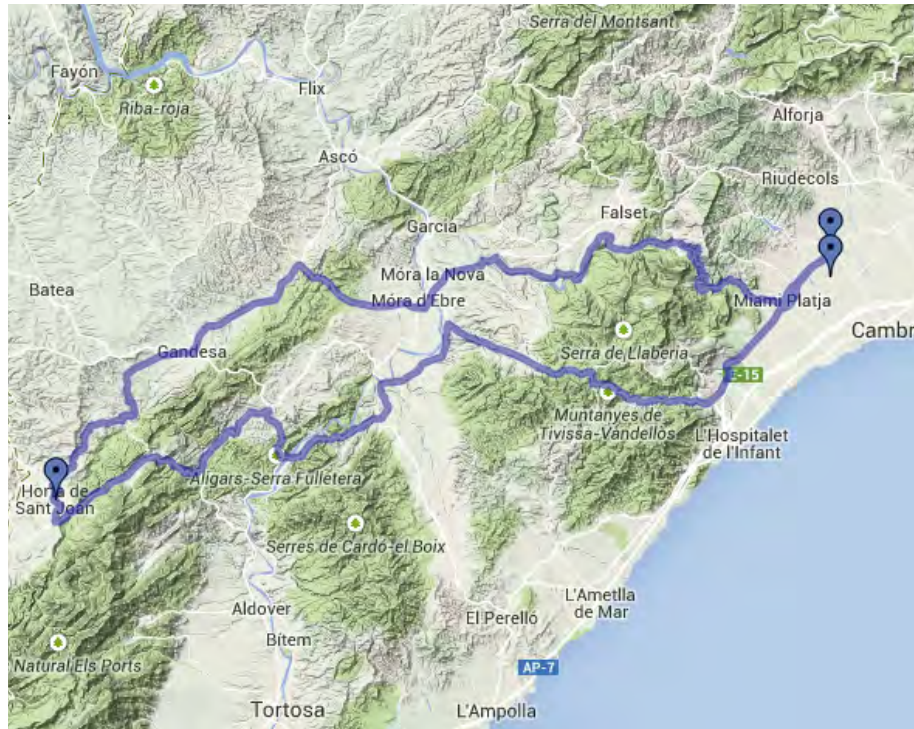 Serra del Montsant
Fayón
Flix
Riba-roja
Alforja
Ascó
Riudecols
Falset
García
Móra la Nova
Batea
Móra d'Ebre
Miami Platja
Cambr
Gandesa
Serra de Llaberia
E-15
Muntanyes de
Tivissa-Vandellòs
L'Hospitalet
de l'Infant
Aligars-Serra Fulletera
Horta de
Sant Joan
Serres de Cardó-el Boix
L'Ametlla
de Mar
Aldover
El Perelló
Bítem
Natural Els Ports
AP-7
Tortosa
L'Ampolla